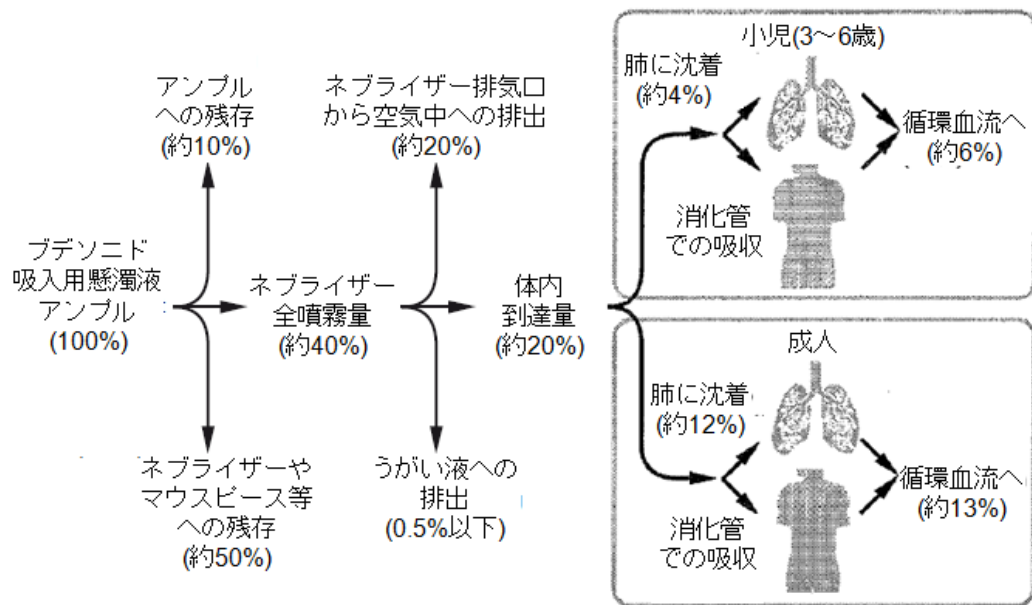 アンプル
への残存
(約10%)
ネブライザー排気口
から空気中への排出
(約20%)
ブデソニド
吸入用懸濁液
アンプル
(100%)
ネブライザー
全噴霧量
(約40%)
体内
到達量
(約20%)
ネブライザーや
マウスピース等
への残存
(約50%)
うがい液への
排出
(0.5%以下)
小児(3～6歳)
肺に沈着
(約4%)
消化管
での吸収
循環血流へ
(約6%)
成人
肺に沈着
(約12%)
消化管
での吸収
循環血流へ
(約13%)